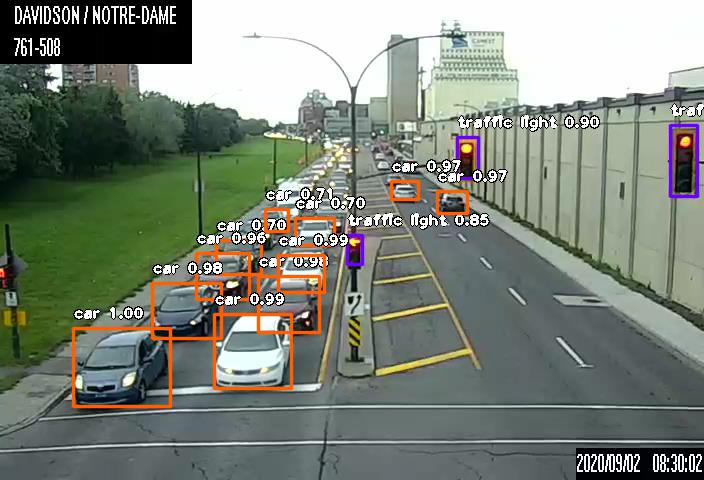 DAVIDSON / NOTRE-DAME
761-508
traffic light 0.90
traf
car 0.97
car 0.97
car 0.71
car 0.70
traffic light 0.85
car 0.70
car 0.96
car 0.99
car 0.98
car 0.98
car 0.99
car 1.00
2020/09/02 08:30:02